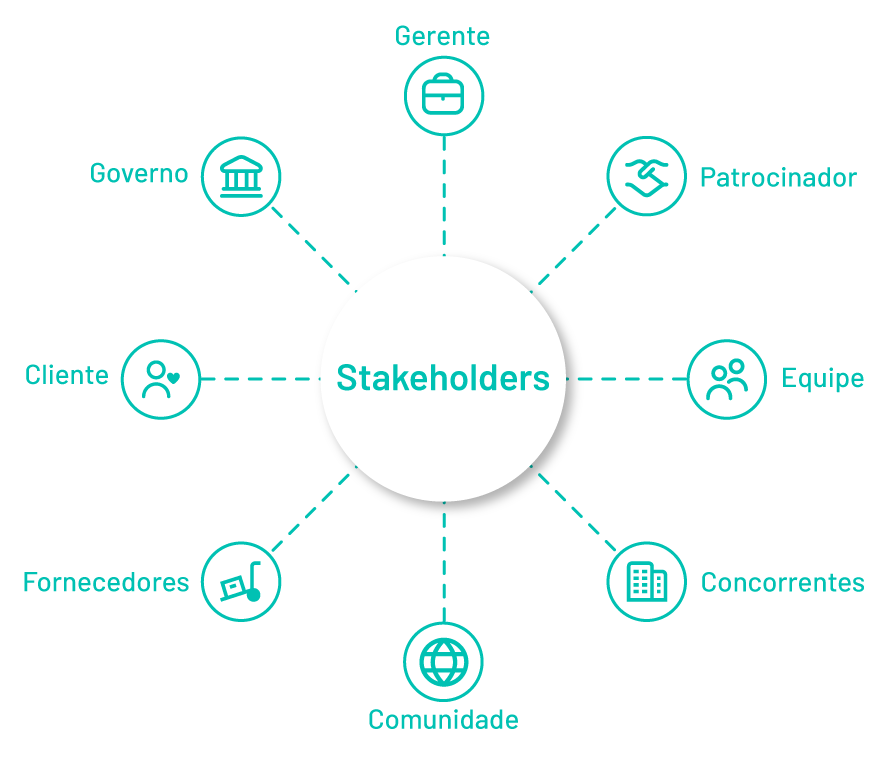 Gerente
Governo
Patrocinador
Cliente
Stakeholders
Equipe
Fornecedores
Concorrentes
Comunidade